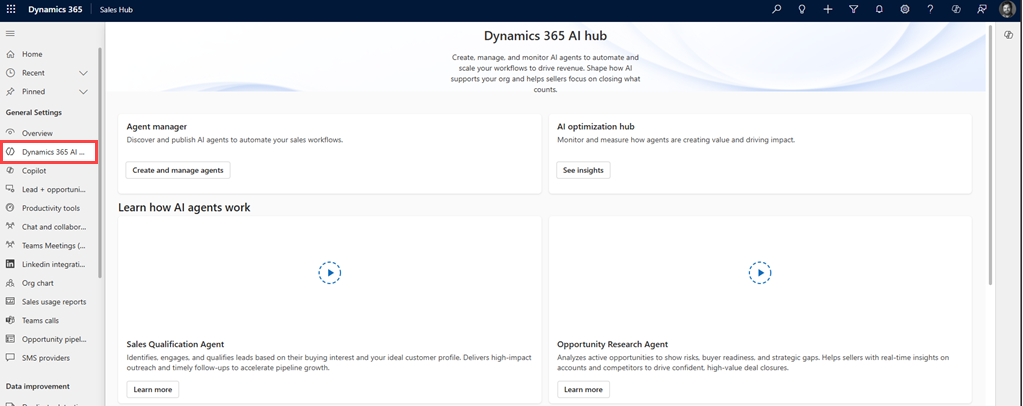 Dynamics 365 Sales Hub
Home
Recent
Pinned
General Settings
Overview
Dynamics 365 AI ...
Copilot
Lead + opportuni...
Productivity tools
Chat and collabor...
Teams Meetings (...
LinkedIn integrati...
Org chart
Sales usage reports
Teams calls
Opportunity pipel...
SMS providers
Data improvement
Dynamics 365 AI hub
Create, manage, and monitor AI agents to automate and
scale your workflows to drive revenue. Shape how AI
supports your org and helps sellers focus on closing what
counts.
Agent manager
Discover and publish AI agents to automate your sales workflows.
Create and manage agents
AI optimization hub
Monitor and measure how agents are creating value and driving impact.
See insights
Learn how AI agents work
Sales Qualification Agent
Identifies, engages, and qualifies leads based on their buying interest and your ideal customer profile. Delivers high-impact
outreach and timely follow-ups to accelerate pipeline growth.
Learn more
Opportunity Research Agent
Analyzes active opportunities to show risks, buyer readiness, and strategic gaps. Helps sellers with real-time insights on
accounts and competitors to drive confident, high-value deal closures.
Learn more